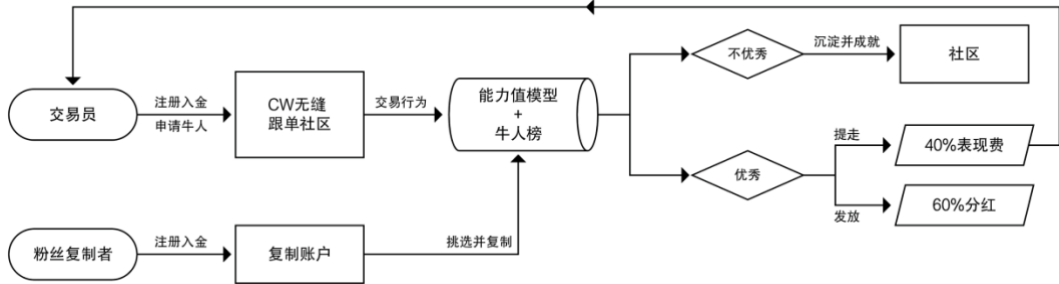 交易员
注册入金
申请牛人
CW无缝
跟单社区
交易行为
能力值模型
+
牛人榜
不优秀
沉淀并成就
社区
优秀
提走
40%表现费
发放
60%分红
粉丝复制者
注册入金
复制账户
挑选并复制